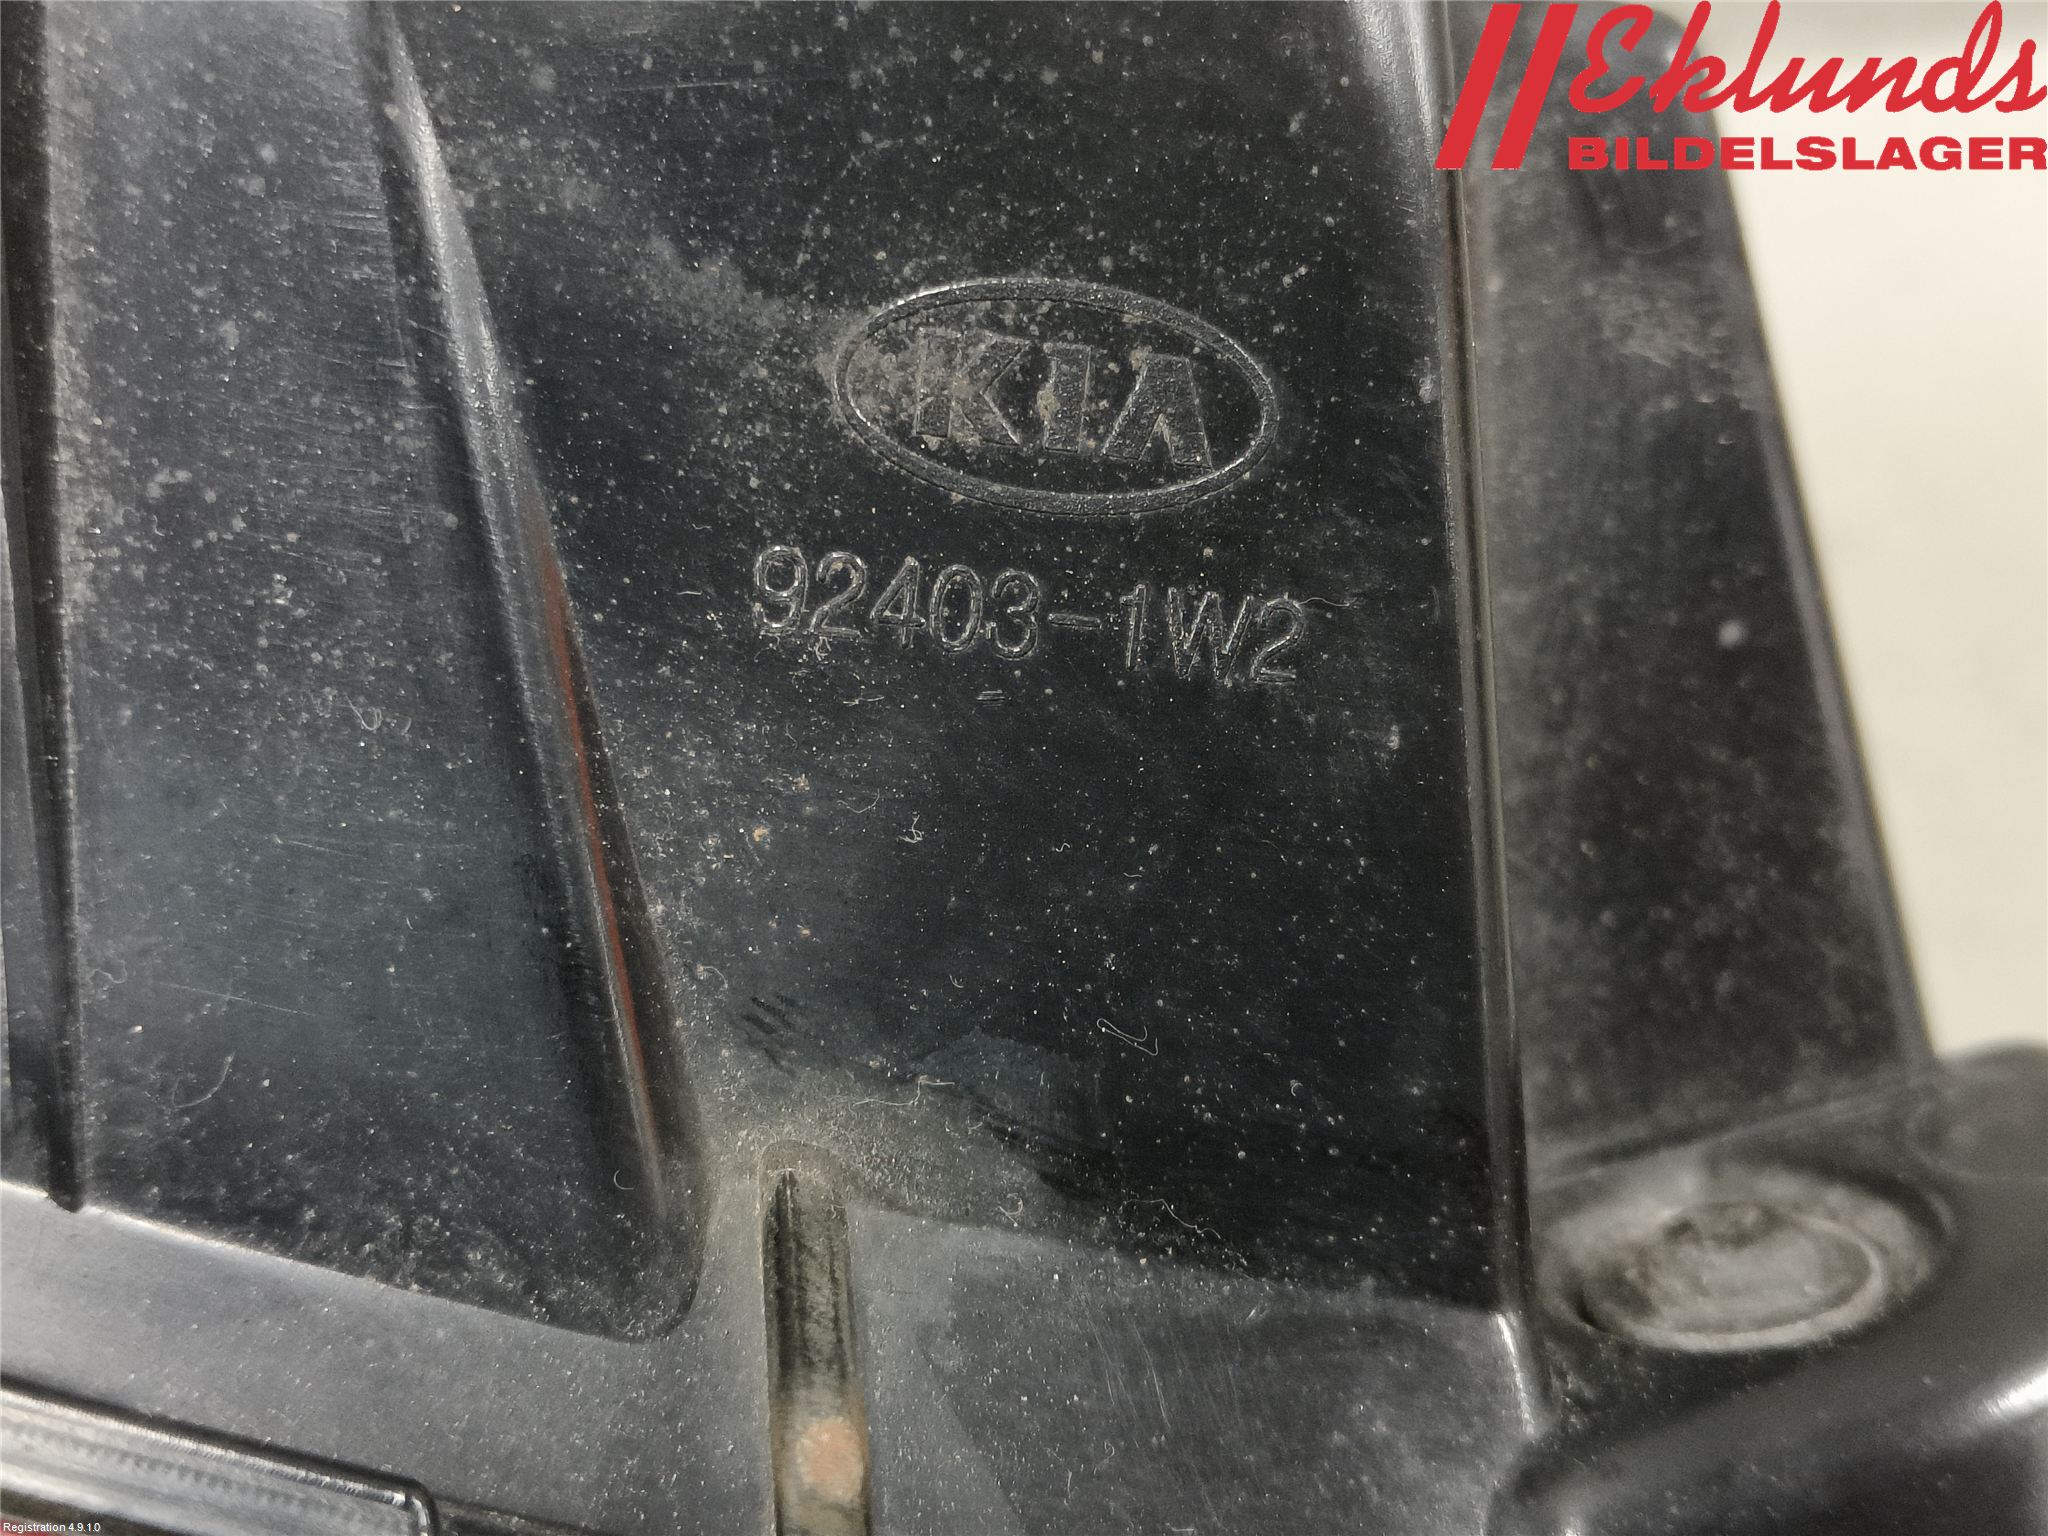 Eklunds
BILDELSLAGER
KIA
92403-1W2
Registration 4.9.1.0